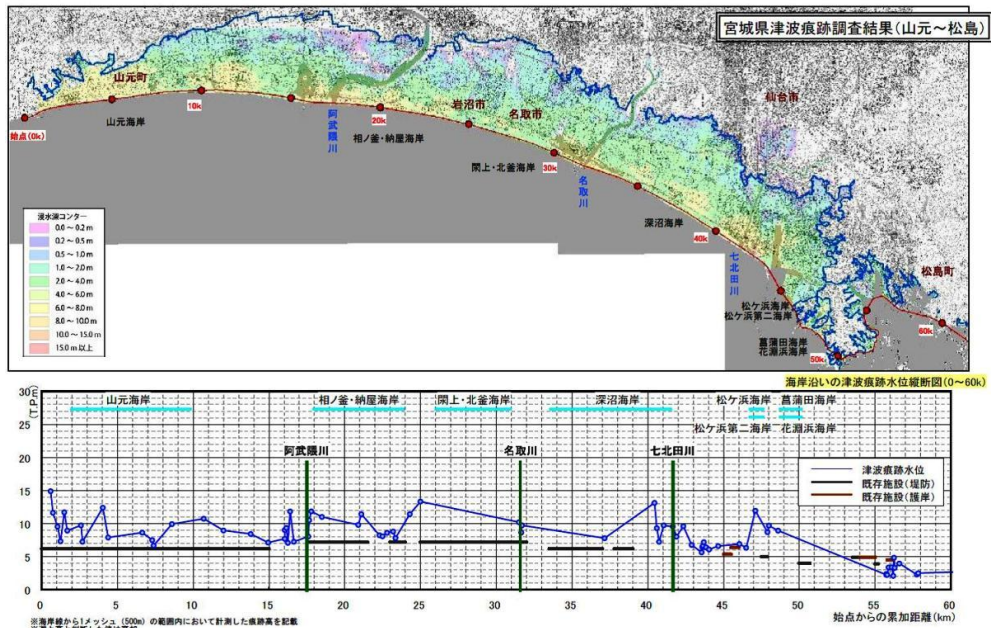 宮城県津波痕跡調査結果(山元～松島)
山元町
10k
始点(0k)
山元海岸
阿武隈川
20k
相ノ釜・納屋海岸
岩沼市
名取市
仙台市
閖上・北釜海岸
30k
名取川
深沼海岸
40k
七北田川
松ケ浜海岸
松ケ浜第二海岸
松島町
60k
菖蒲田海岸
花淵浜海岸
50k
浸水深コンター
0.0～0.2 m
0.2～0.5 m
0.5～1.0 m
1.0～2.0 m
2.0～4.0 m
4.0～6.0 m
6.0～8.0 m
8.0～10.0 m
10.0～15.0 m
15.0 m 以上
海岸沿いの津波痕跡水位縦断図(0～60k)
(T.P.m)
30
25
20
15
10
5
0
山元海岸
相ノ釜・納屋海岸
閖上・北釜海岸
深沼海岸
松ケ浜海岸
菖蒲田海岸
松ケ浜第二海岸
花淵浜海岸
阿武隈川
名取川
七北田川
津波痕跡水位
既存施設(堤防)
既存施設(護岸)
0 5 10 15 20 25 30 35 40 45 50 55 60
始点からの累加距離(km)
※海岸線から1メッシュ (500m) の範囲内において計測した痕跡高を記載